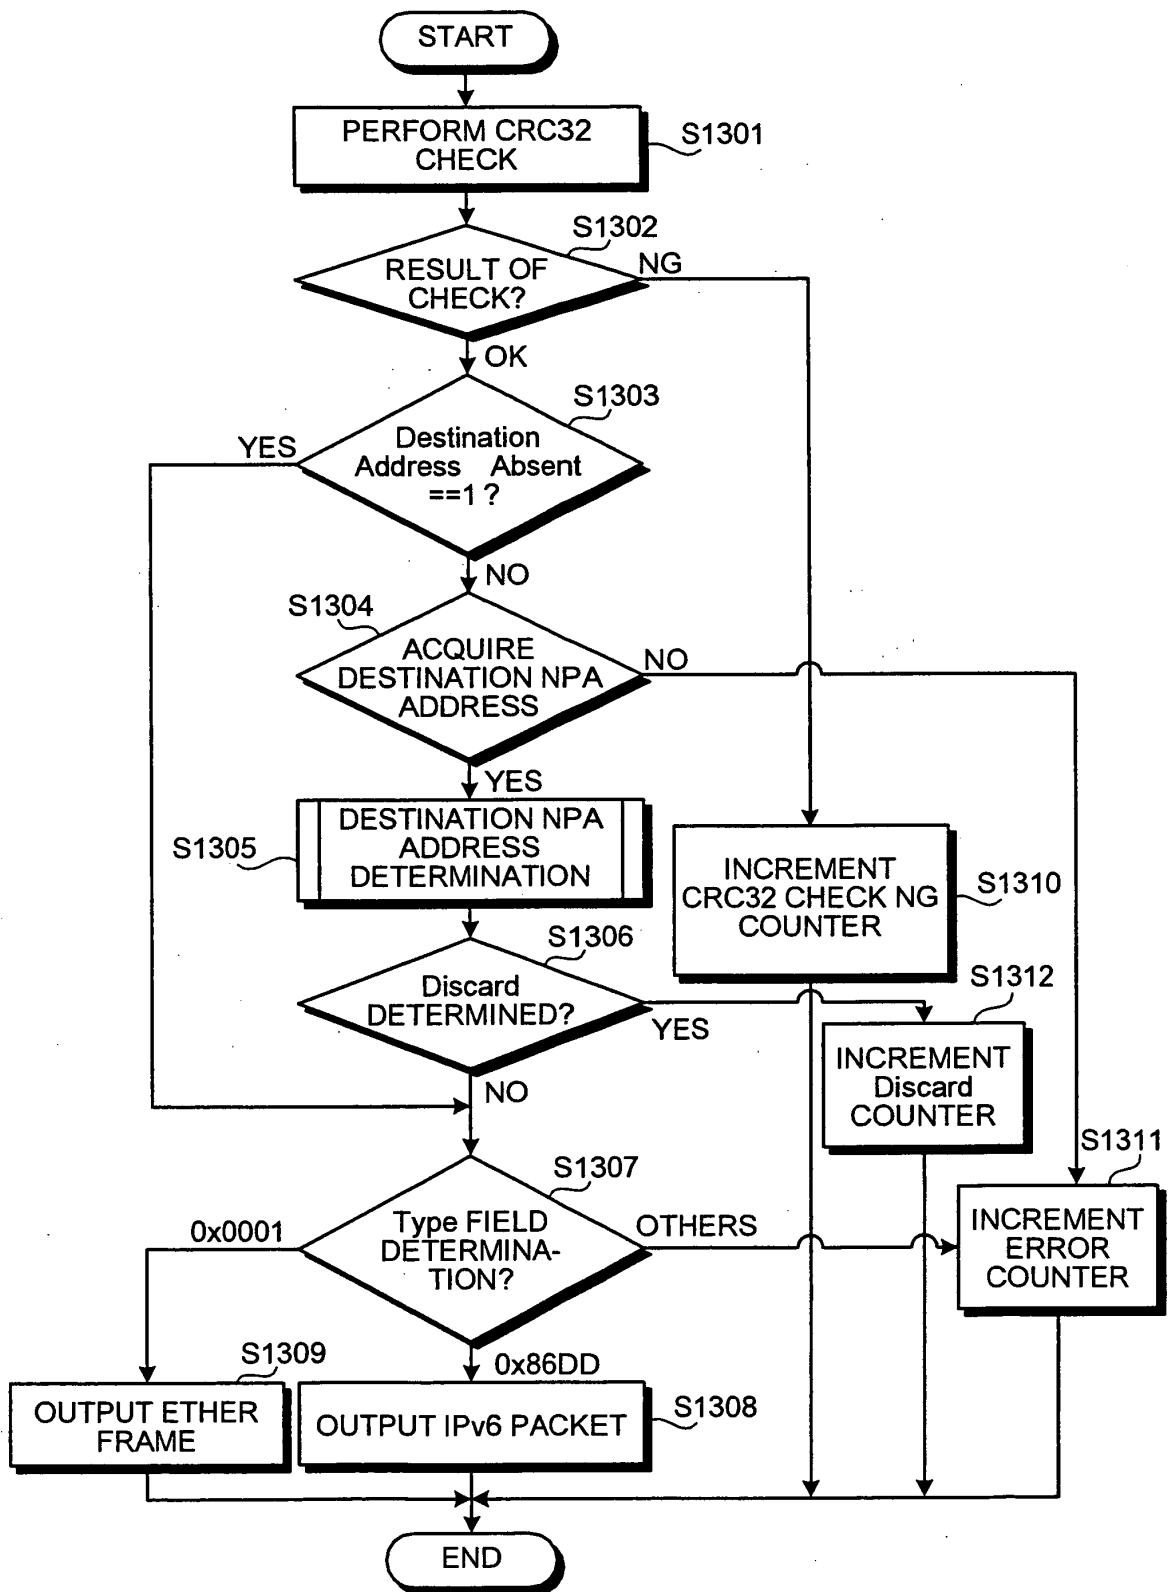 START
PERFORM CRC32
CHECK
S1301
S1302
RESULT OF
CHECK?
NG
OK
S1303
YES
Destination
Address Absent
==1 ?
NO
S1304
ACQUIRE
DESTINATION NPA
ADDRESS
NO
YES
S1305
DESTINATION NPA
ADDRESS
DETERMINATION
INCREMENT
CRC32 CHECK NG
COUNTER
S1310
S1306
Discard
DETERMINED?
YES
NO
S1312
INCREMENT
Discard
COUNTER
S1311
INCREMENT
ERROR
COUNTER
S1307
0x0001
Type FIELD
DETERMINA-
TION?
OTHERS
0x86DD
S1309
OUTPUT ETHER
FRAME
OUTPUT IPv6 PACKET
S1308
END